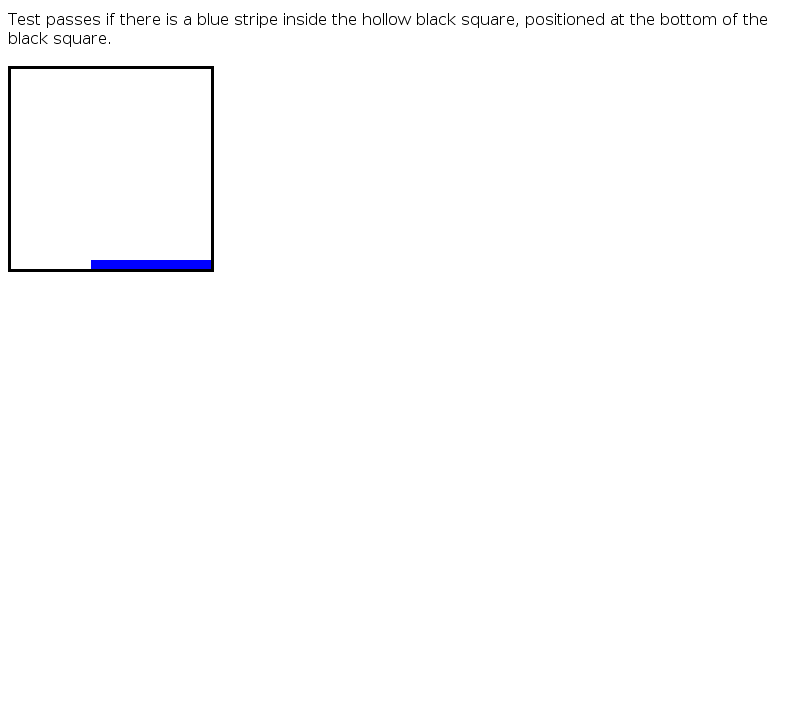 Test passes if there is a blue stripe inside the hollow black square, positioned at the bottom of the
black square.